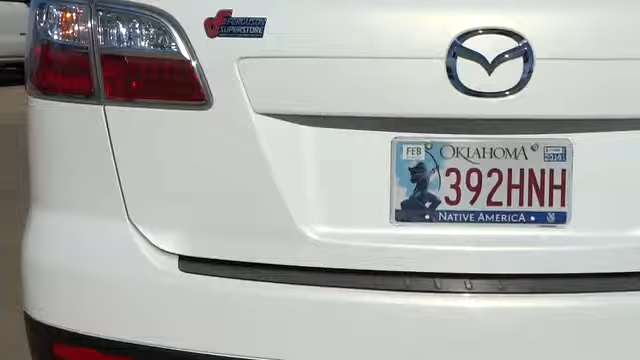 FERGUSON
SUPERSTORE
FEB
OKLAHOMA
392HNH
NATIVE AMERICA